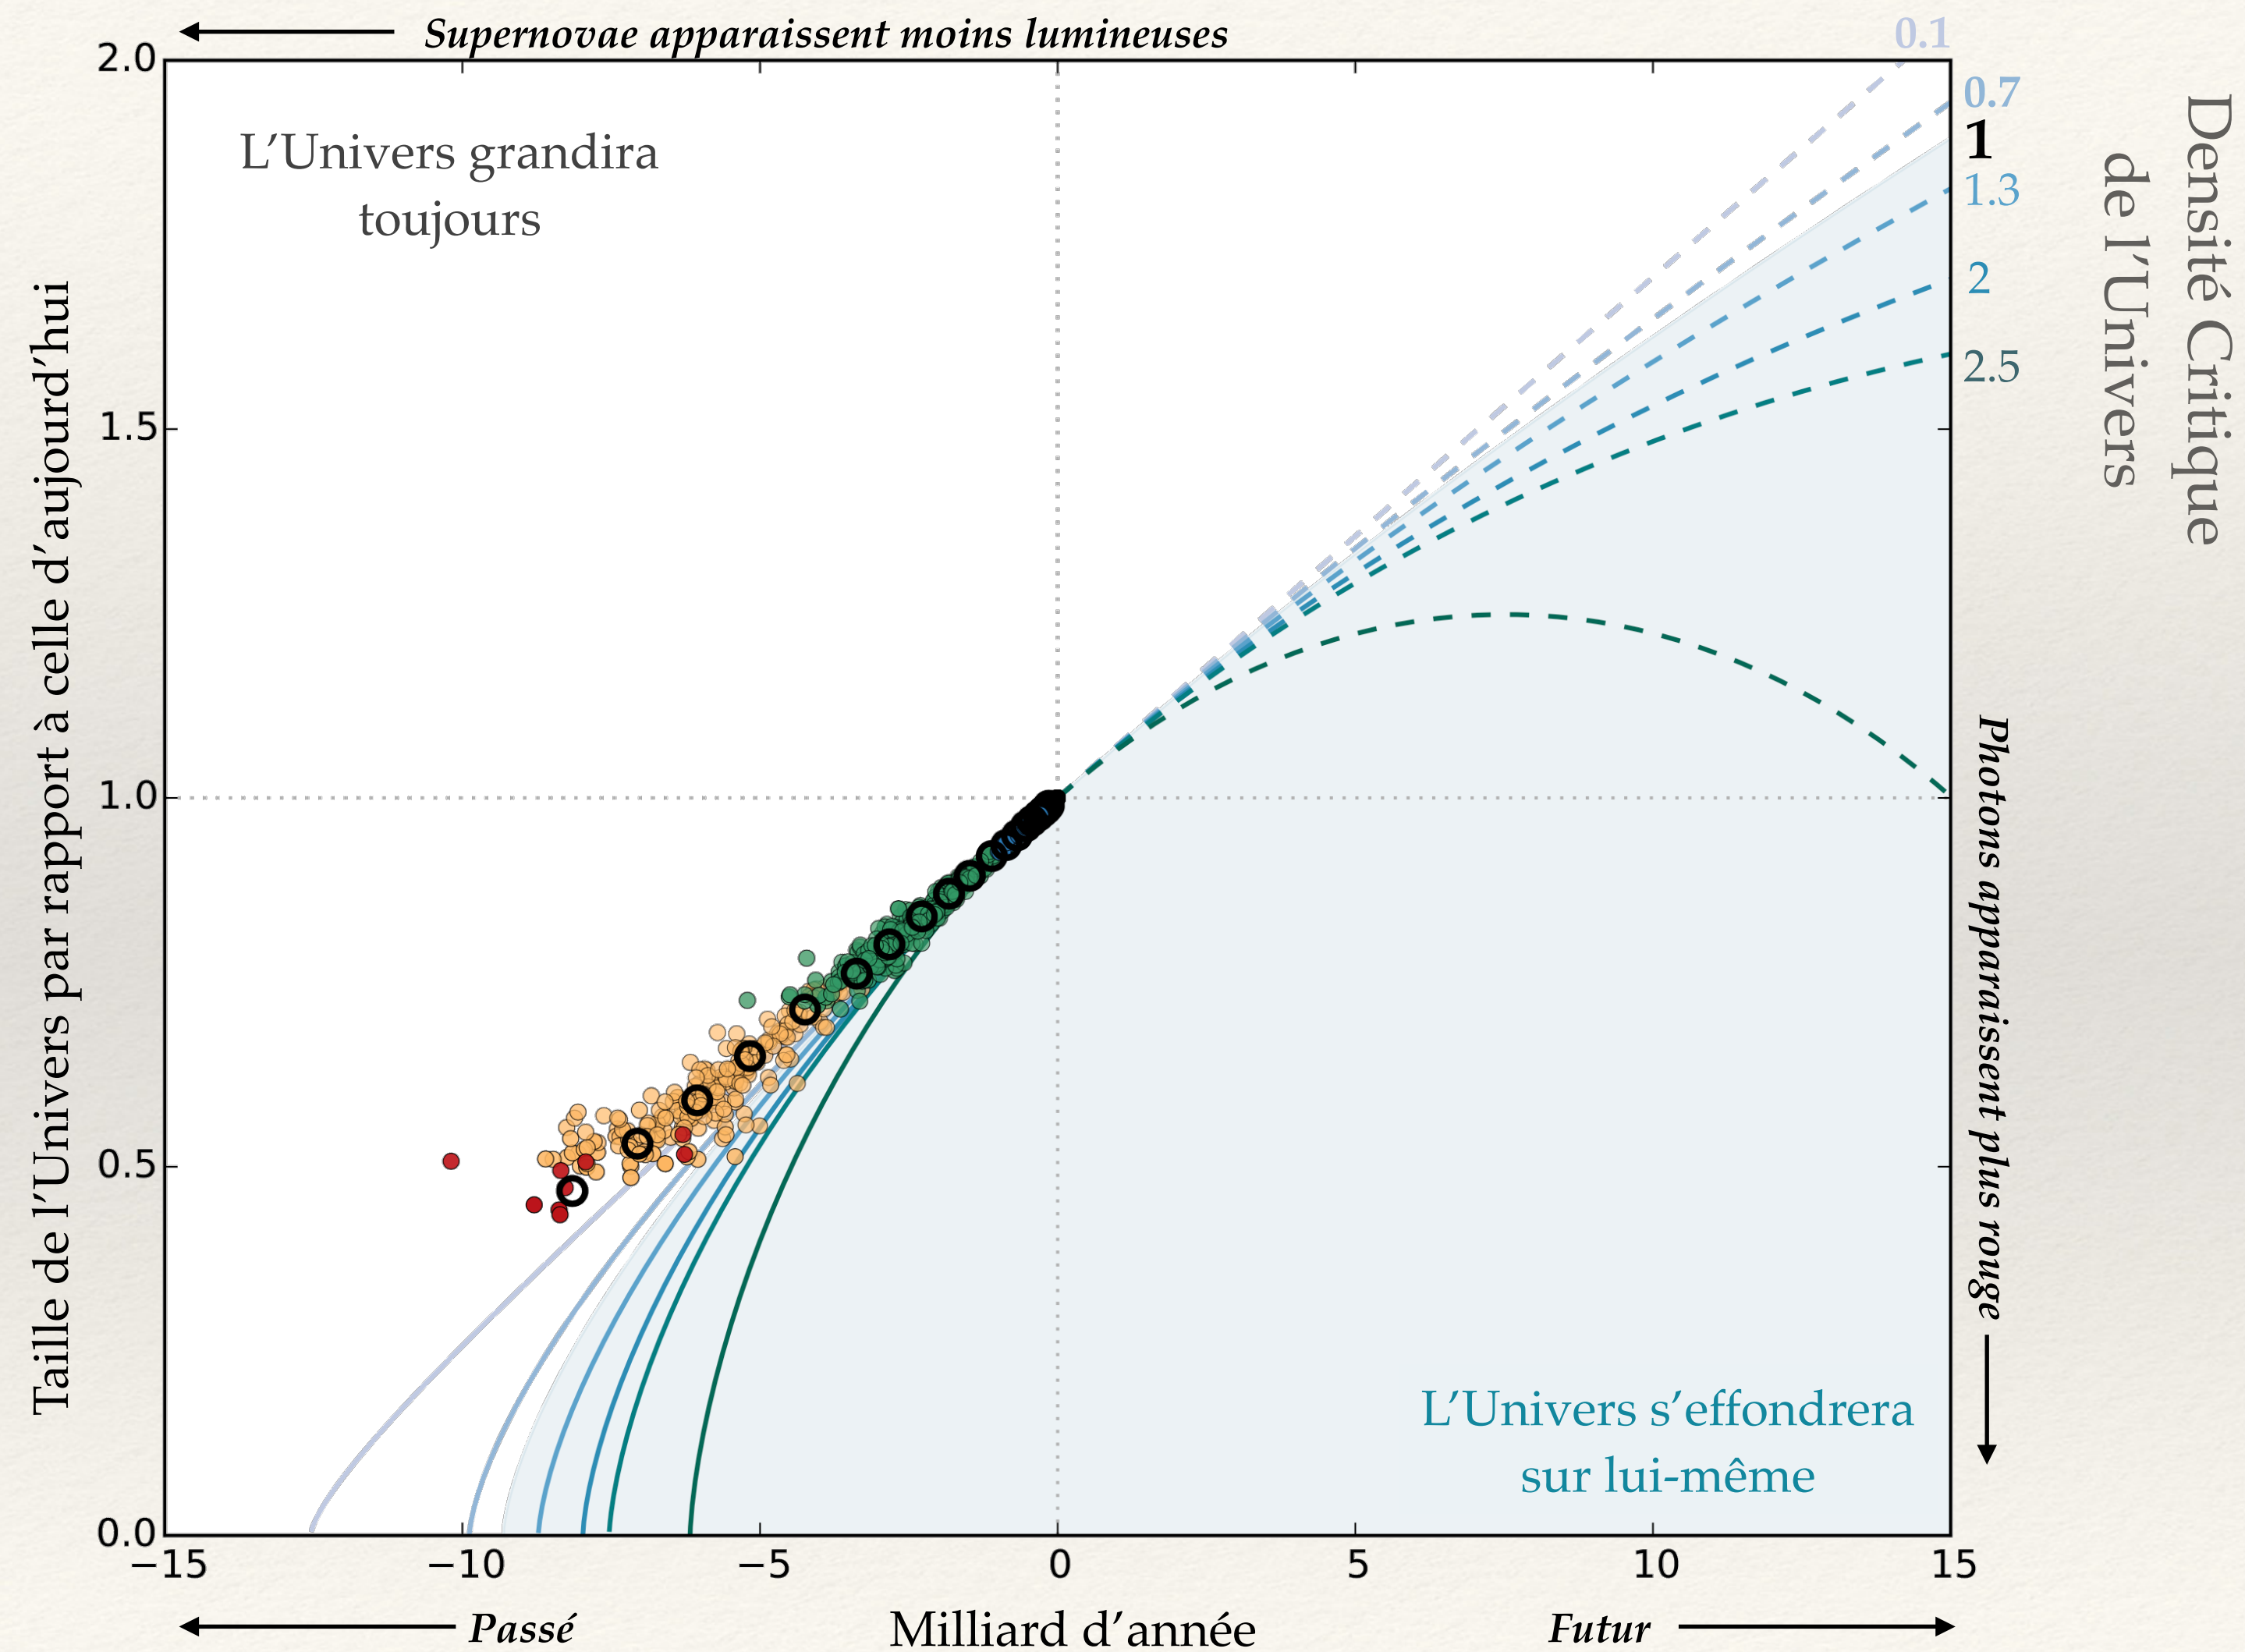 Supernovae apparaissent moins lumineuses
0.1
2.0
0.7
1
1.3
2
2.5
Densité Critique
de l'Univers
L'Univers grandira
toujours
Taille de l'Univers par rapport à celle d'aujourd'hui
1.5
1.0
0.5
0.0
Photons apparaissent plus rouge
L'Univers s'effondrera
sur lui-même
−15
−10
−5
0
5
10
15
Passé
Milliard d'année
Futur